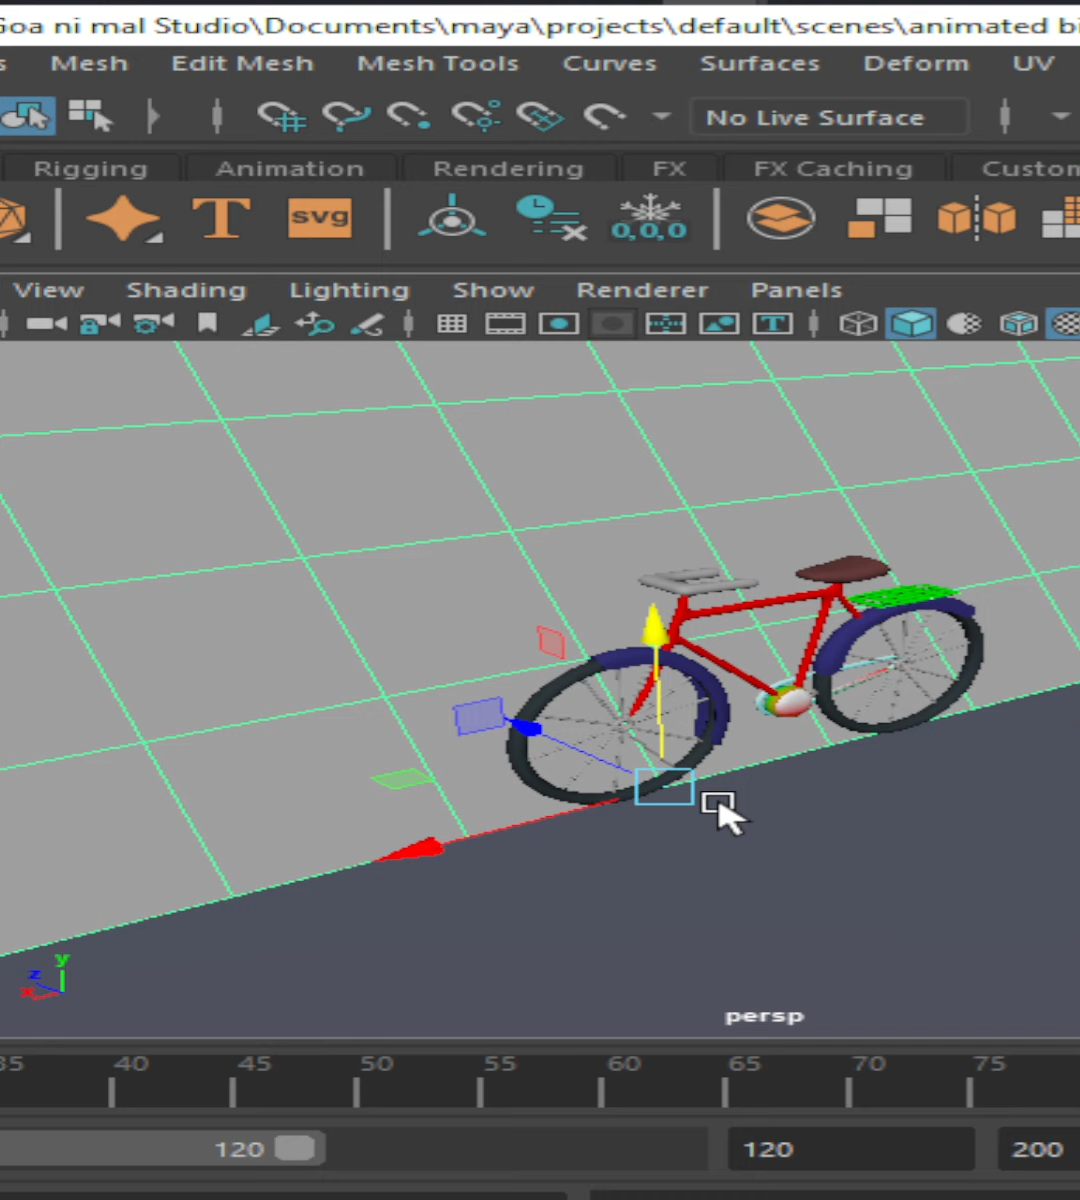 Goa ni mal Studio\Documents\maya\projects\default\scenes\animated bi
s Mesh Edit Mesh Mesh Tools Curves Surfaces Deform UV
No Live Surface
Rigging Animation Rendering FX FX Caching Custom
T svg 0,0,0
View Shading Lighting Show Renderer Panels
T
y
z
x
persp
35 40 45 50 55 60 65 70 75
120 120 200